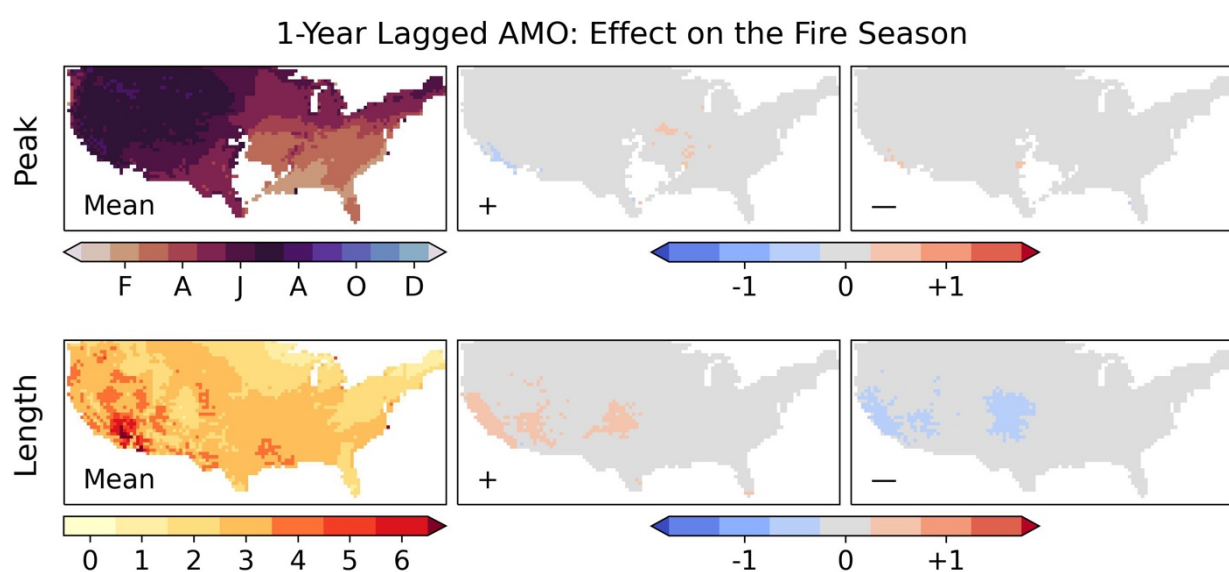 1-Year Lagged AMO: Effect on the Fire Season
Peak
Mean
+
—
F A J A O D
-1 0 +1
Length
Mean
+
—
0 1 2 3 4 5 6
-1 0 +1